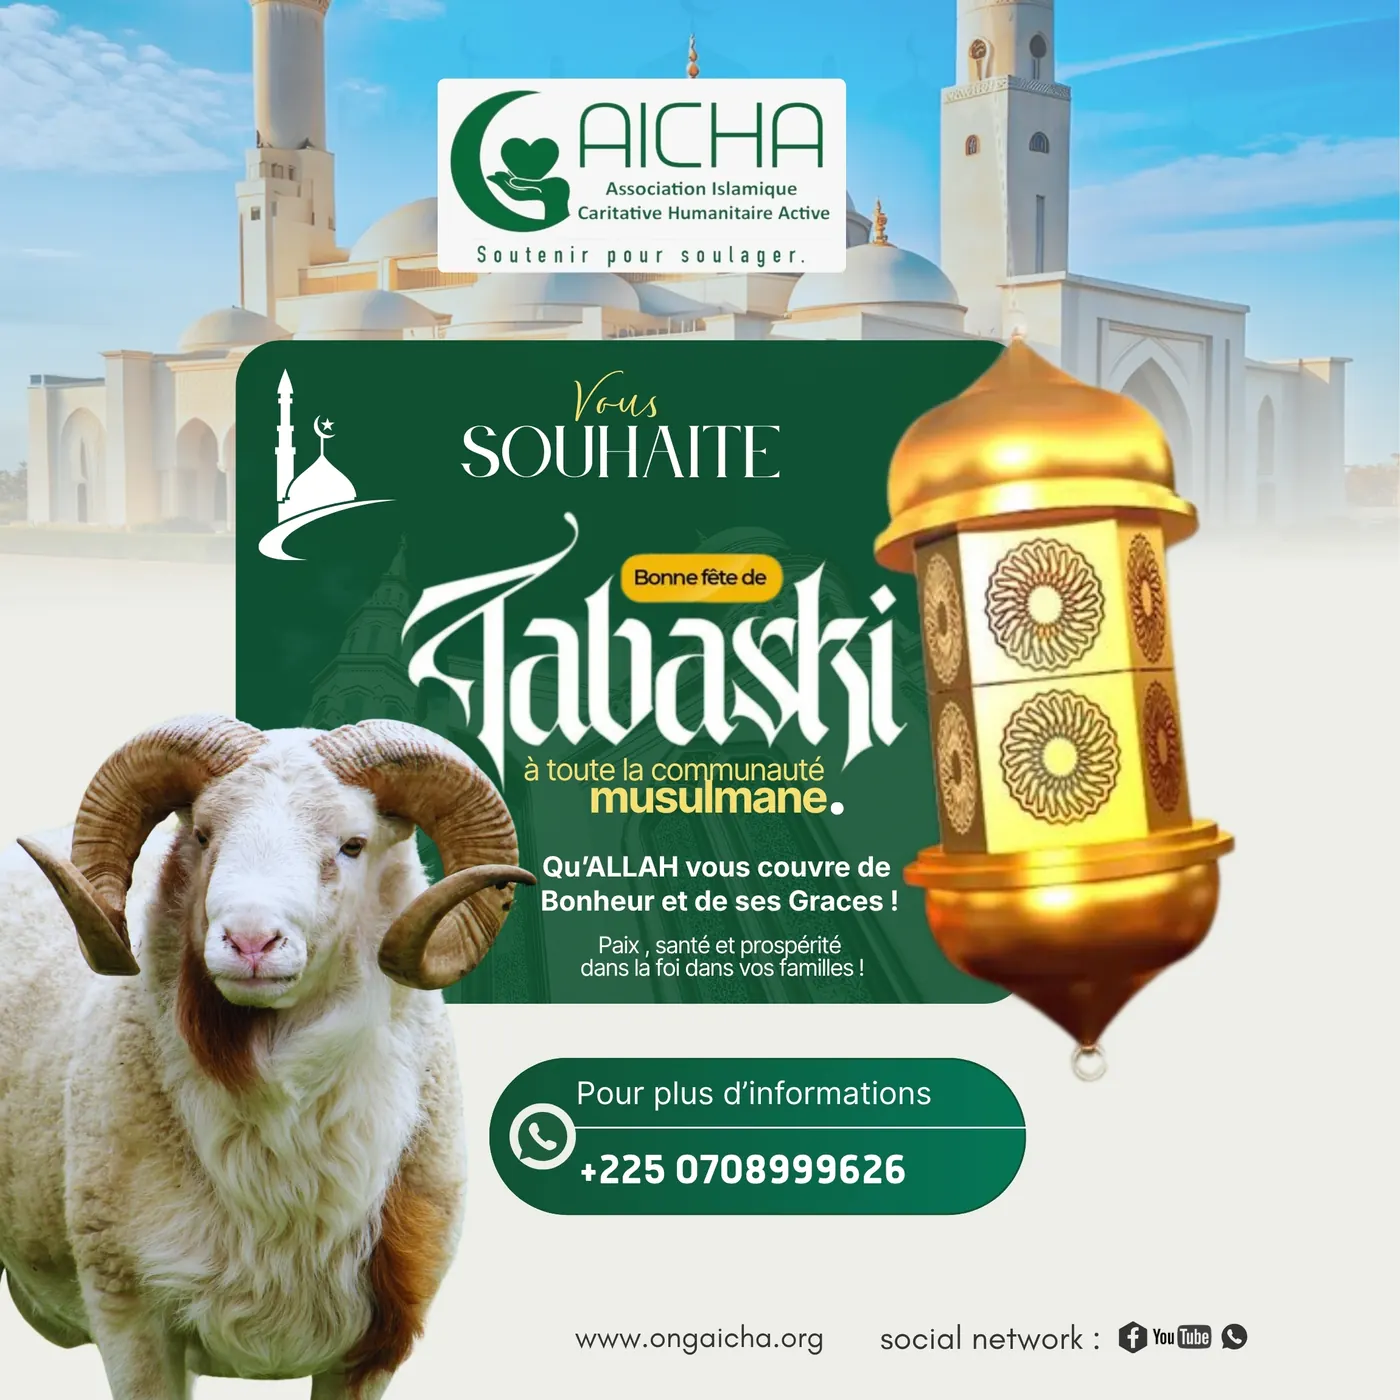 AICHA
Association Islamique
Caritative Humanitaire Active
Soutenir pour soulager.
Vous
SOUHAITE
Bonne fête de
Tabaski
à toute la communauté
musulmane.
Qu'ALLAH vous couvre de
Bonheur et de ses Graces !
Paix , santé et prospérité
dans la foi dans vos familles !
Pour plus d'informations
+225 0708999626
www.ongaicha.org
social network :
YouTube